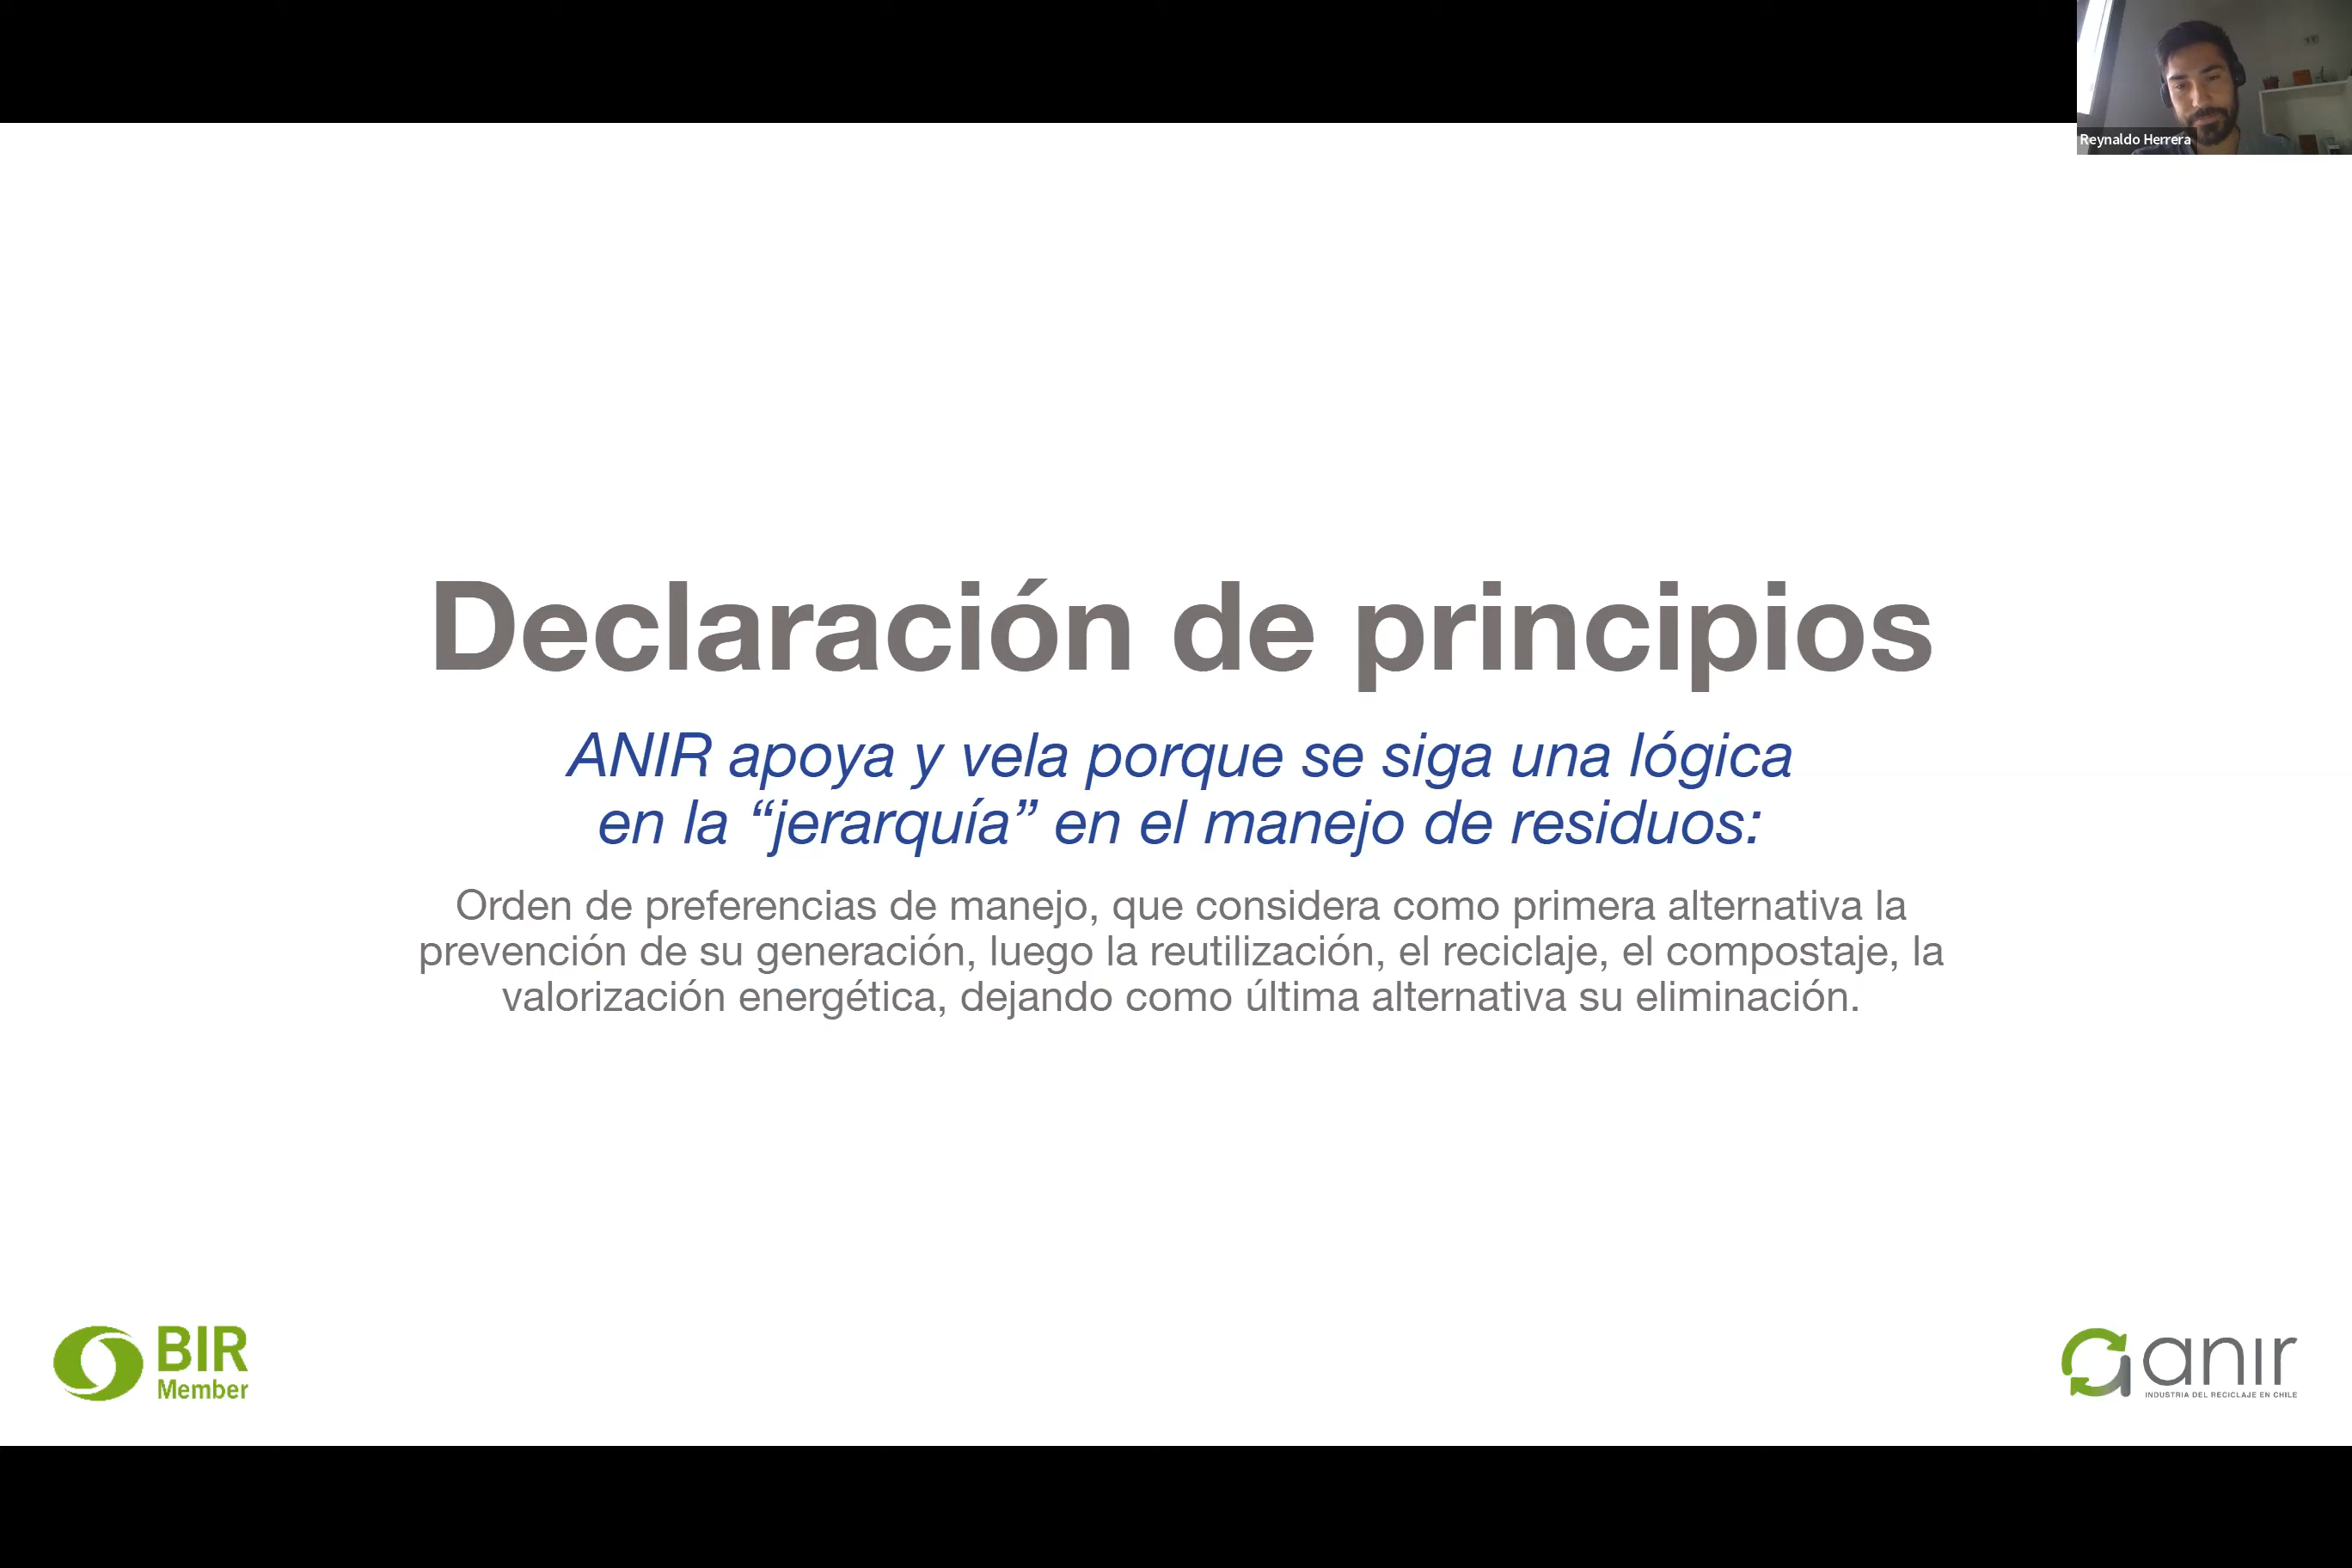 Reynaldo Herrera
Declaración de principios
ANIR apoya y vela porque se siga una lógica
en la “jerarquía” en el manejo de residuos:
Orden de preferencias de manejo, que considera como primera alternativa la
prevención de su generación, luego la reutilización, el reciclaje, el compostaje, la
valorización energética, dejando como última alternativa su eliminación.
BIR
Member
anir
INDUSTRIA DEL RECICLAJE EN CHILE